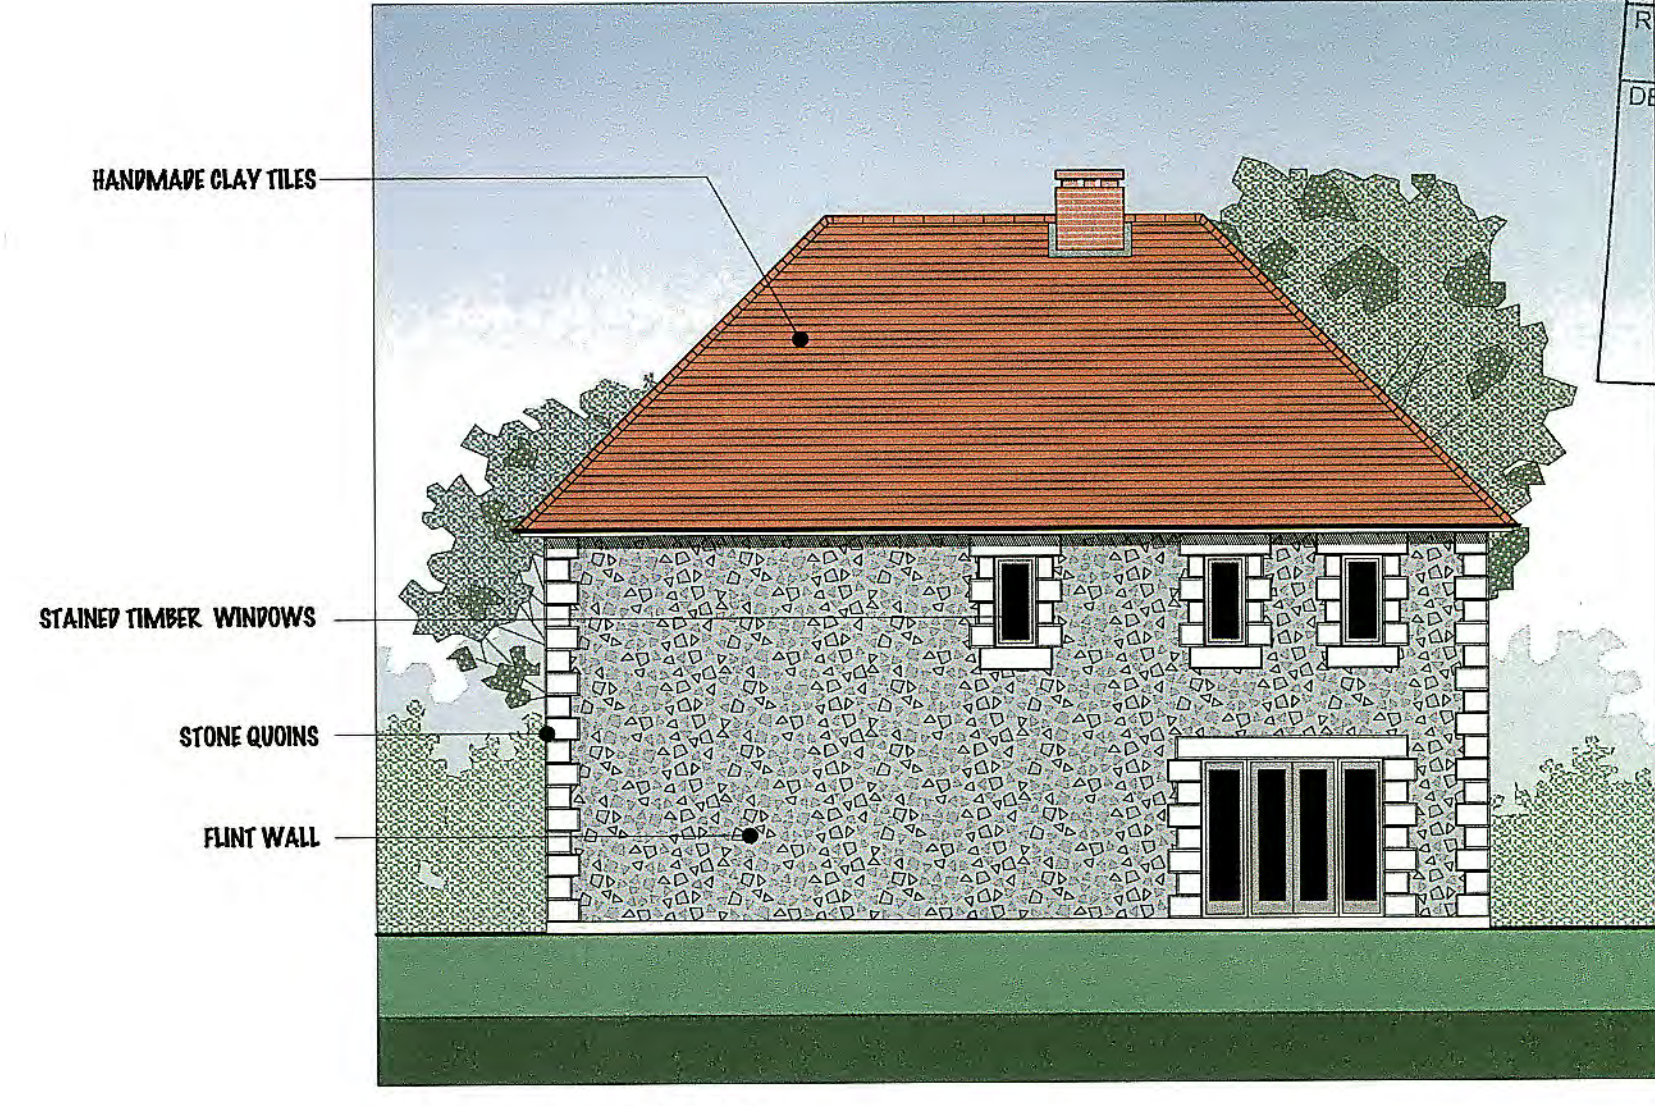 HANDMADE CLAY TILES
STAINED TIMBER WINDOWS
STONE QUOINS
FLINT WALL